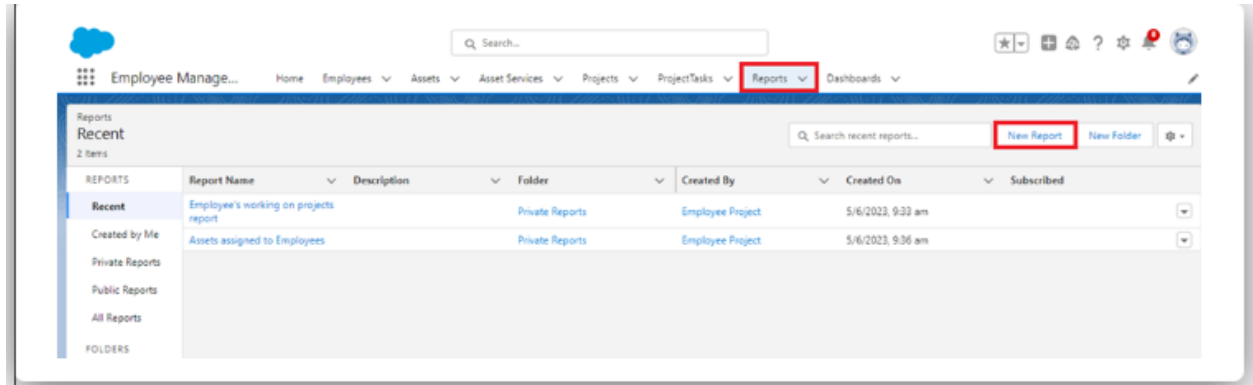 Search...
Employee Manage... Home Employees Assets Asset Services Projects ProjectTasks Reports Dashboards
Reports
Recent
2 items
Search recent reports... New Report New Folder
REPORTS Report Name Description Folder Created By Created On Subscribed
Recent Employee's working on projects report Private Reports Employee Project 5/6/2023, 9:33 am
Created by Me Assets assigned to Employees Private Reports Employee Project 5/6/2023, 9:36 am
Private Reports
Public Reports
All Reports
FOLDERS